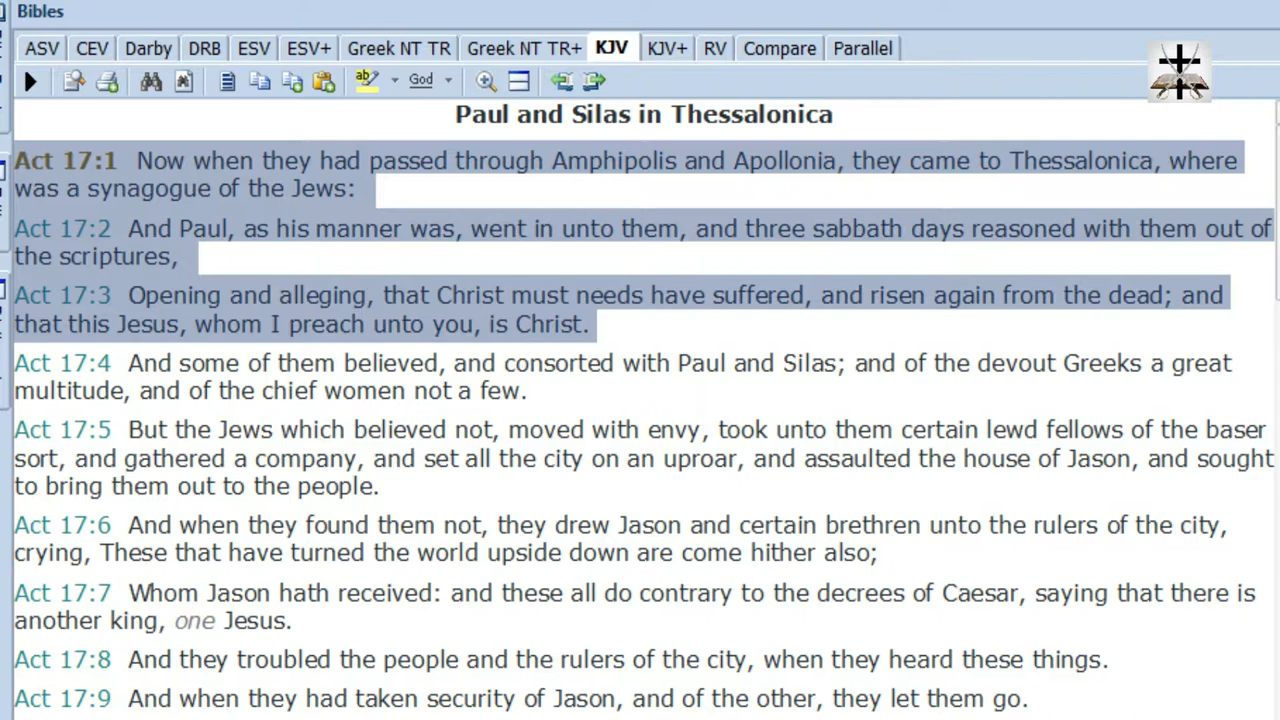 Bibles
ASV CEV Darby DRB ESV ESV+ Greek NT TR Greek NT TR+ KJV KJV+ RV Compare Parallel
ab God
Paul and Silas in Thessalonica
Act 17:1 Now when they had passed through Amphipolis and Apollonia, they came to Thessalonica, where
was a synagogue of the Jews:
Act 17:2 And Paul, as his manner was, went in unto them, and three sabbath days reasoned with them out of
the scriptures,
Act 17:3 Opening and alleging, that Christ must needs have suffered, and risen again from the dead; and
that this Jesus, whom I preach unto you, is Christ.
Act 17:4 And some of them believed, and consorted with Paul and Silas; and of the devout Greeks a great
multitude, and of the chief women not a few.
Act 17:5 But the Jews which believed not, moved with envy, took unto them certain lewd fellows of the baser
sort, and gathered a company, and set all the city on an uproar, and assaulted the house of Jason, and sought
to bring them out to the people.
Act 17:6 And when they found them not, they drew Jason and certain brethren unto the rulers of the city,
crying, These that have turned the world upside down are come hither also;
Act 17:7 Whom Jason hath received: and these all do contrary to the decrees of Caesar, saying that there is
another king, one Jesus.
Act 17:8 And they troubled the people and the rulers of the city, when they heard these things.
Act 17:9 And when they had taken security of Jason, and of the other, they let them go.